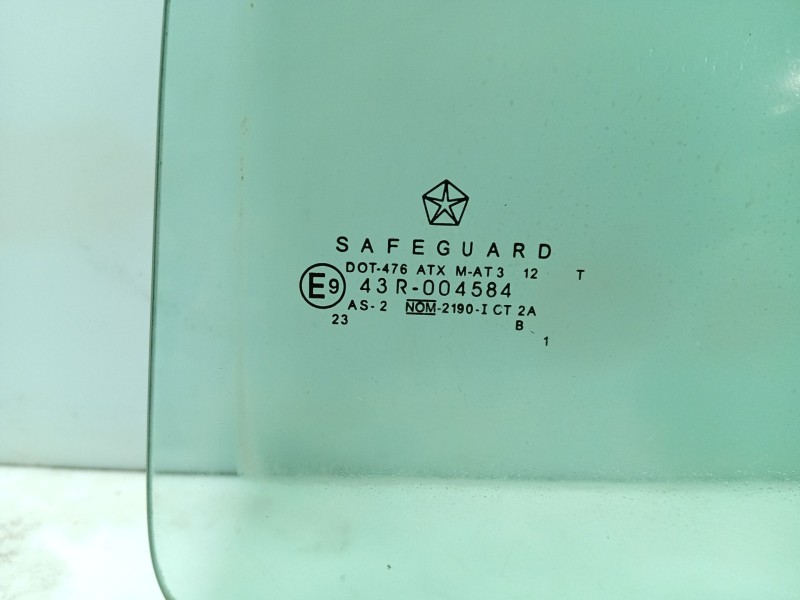 SAFEGUARD
DOT-476 ATX M-AT3 12 T
E9 43R-004584
AS-2 NOM-2190-I CT 2A
23 B
1